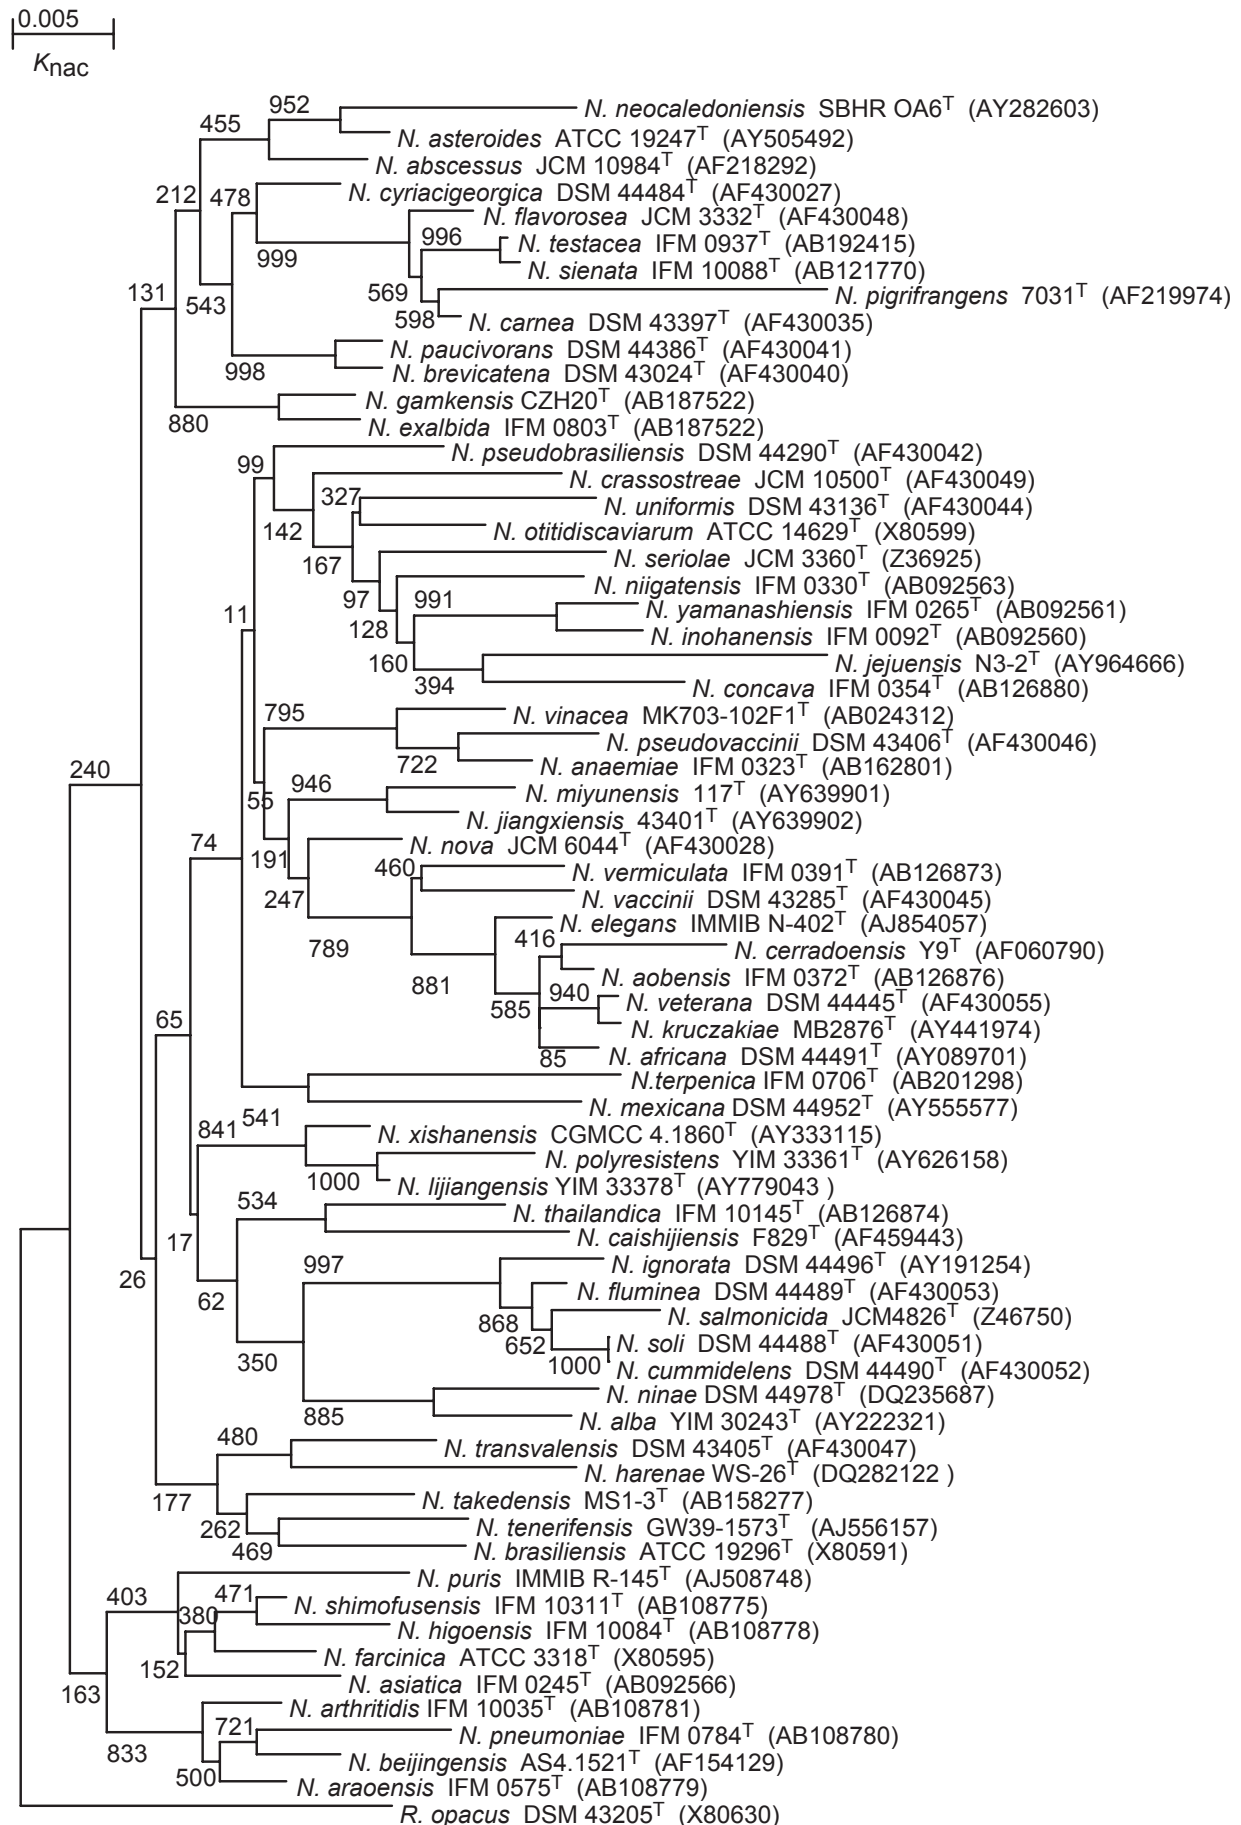 0.005
Knac
952
N. neocaledoniensis SBHR OA6T (AY282603)
455
N. asteroides ATCC 19247T (AY505492)
N. abscessus JCM 10984T (AF218292)
212
478
N. cyriacigeorgica DSM 44484T (AF430027)
N. flavorosea JCM 3332T (AF430048)
996
N. testacea IFM 0937T (AB192415)
999
N. sienata IFM 10088T (AB121770)
131
543
569
N. pigrifrangens 7031T (AF219974)
598
N. carnea DSM 43397T (AF430035)
N. paucivorans DSM 44386T (AF430041)
998
N. brevicatena DSM 43024T (AF430040)
N. gamkensis CZH20T (AB187522)
880
N. exalbida IFM 0803T (AB187522)
N. pseudobrasiliensis DSM 44290T (AF430042)
99
N. crassostreae JCM 10500T (AF430049)
327
N. uniformis DSM 43136T (AF430044)
142
N. otitidiscaviarum ATCC 14629T (X80599)
167
N. seriolae JCM 3360T (Z36925)
N. niigatensis IFM 0330T (AB092563)
97
991
N. yamanashiensis IFM 0265T (AB092561)
11
128
N. inohanensis IFM 0092T (AB092560)
160
N. jejuensis N3-2T (AY964666)
394
N. concava IFM 0354T (AB126880)
795
N. vinacea MK703-102F1T (AB024312)
N. pseudovaccinii DSM 43406T (AF430046)
240
722
N. anaemiae IFM 0323T (AB162801)
55
946
N. miyunensis 117T (AY639901)
N. jiangxiensis 43401T (AY639902)
74
N. nova JCM 6044T (AF430028)
191
460
N. vermiculata IFM 0391T (AB126873)
247
N. vaccinii DSM 43285T (AF430045)
N. elegans IMMIB N-402T (AJ854057)
789
416
N. cerradoensis Y9T (AF060790)
881
N. aobensis IFM 0372T (AB126876)
940
N. veterana DSM 44445T (AF430055)
585
65
N. kruczakiae MB2876T (AY441974)
85
N. africana DSM 44491T (AY089701)
N.terpenica IFM 0706T (AB201298)
N. mexicana DSM 44952T (AY555577)
541
841
N. xishanensis CGMCC 4.1860T (AY333115)
N. polyresistens YIM 33361T (AY626158)
1000
N. lijiangensis YIM 33378T (AY779043 )
534
N. thailandica IFM 10145T (AB126874)
17
N. caishijiensis F829T (AF459443)
997
N. ignorata DSM 44496T (AY191254)
26
62
N. fluminea DSM 44489T (AF430053)
868
N. salmonicida JCM4826T (Z46750)
652
N. soli DSM 44488T (AF430051)
350
1000
N. cummidelens DSM 44490T (AF430052)
N. ninae DSM 44978T (DQ235687)
885
N. alba YIM 30243T (AY222321)
480
N. transvalensis DSM 43405T (AF430047)
N. harenae WS-26T (DQ282122 )
177
N. takedensis MS1-3T (AB158277)
262
N. tenerifensis GW39-1573T (AJ556157)
469
N. brasiliensis ATCC 19296T (X80591)
N. puris IMMIB R-145T (AJ508748)
403
471
N. shimofusensis IFM 10311T (AB108775)
380
N. higoensis IFM 10084T (AB108778)
N. farcinica ATCC 3318T (X80595)
152
N. asiatica IFM 0245T (AB092566)
163
N. arthritidis IFM 10035T (AB108781)
721
N. pneumoniae IFM 0784T (AB108780)
833
N. beijingensis AS4.1521T (AF154129)
500
N. araoensis IFM 0575T (AB108779)
R. opacus DSM 43205T (X80630)